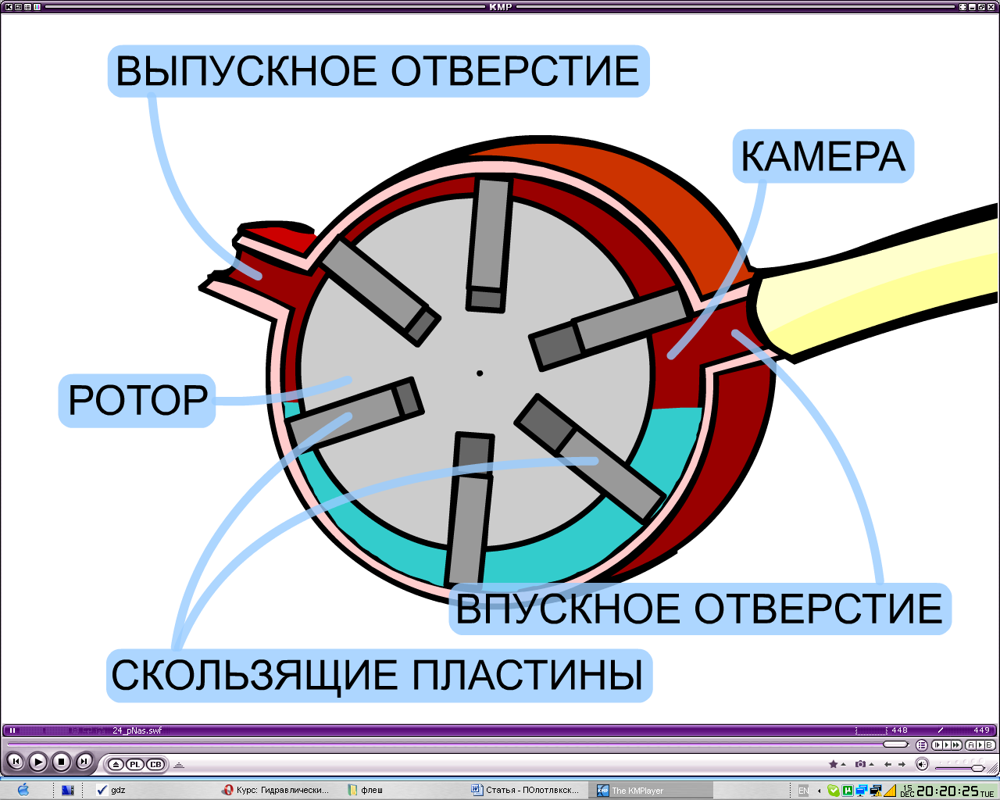 KMP
ВЫПУСКНОЕ ОТВЕРСТИЕ
КАМЕРА
РОТОР
ВПУСКНОЕ ОТВЕРСТИЕ
СКОЛЬЗЯЩИЕ ПЛАСТИНЫ
24_pNas.swf
448 / 449
PL CB
A B
gdz
Курс: Гидравлически...
флеш
Статья - ПОлотлвкск...
KMP The KMPlayer
EN
15 DEC 20:20:25 TUE